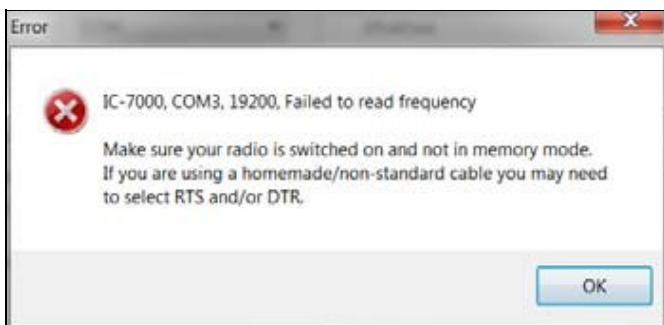 Error
IC-7000, COM3, 19200, Failed to read frequency
Make sure your radio is switched on and not in memory mode.
If you are using a homemade/non-standard cable you may need
to select RTS and/or DTR.
OK